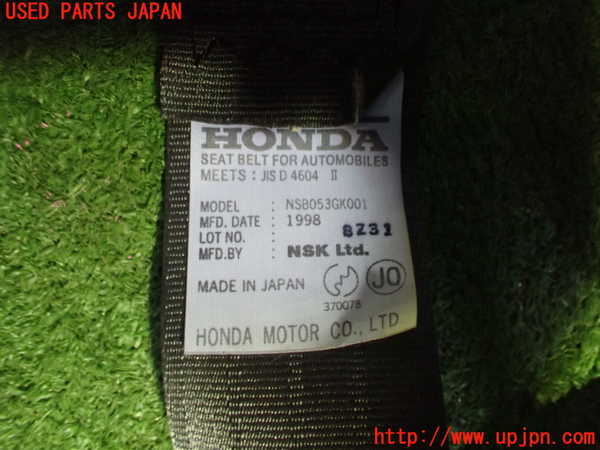 USED PARTS JAPAN
HONDA
SEAT BELT FOR AUTOMOBILES
MEETS : JIS D 4604 II
MODEL : NSB053GK001
MFD. DATE : 1998
LOT NO. : 8Z31
MFD.BY : NSK Ltd.
MADE IN JAPAN JO
370078
HONDA MOTOR CO., LTD
http://www.upjpn.com/